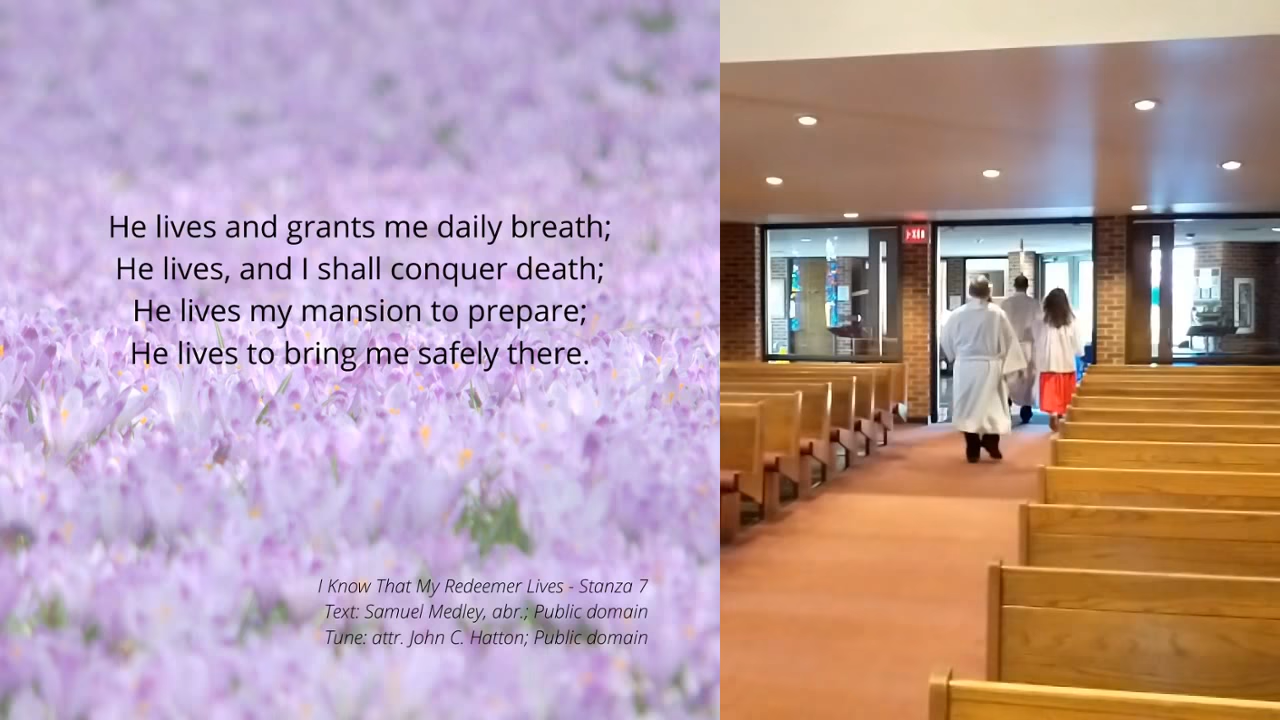 He lives and grants me daily breath;
He lives, and I shall conquer death;
He lives my mansion to prepare;
He lives to bring me safely there.
I Know That My Redeemer Lives - Stanza 7
Text: Samuel Medley, abr.; Public domain
Tune: attr. John C. Hatton; Public domain
EXIT